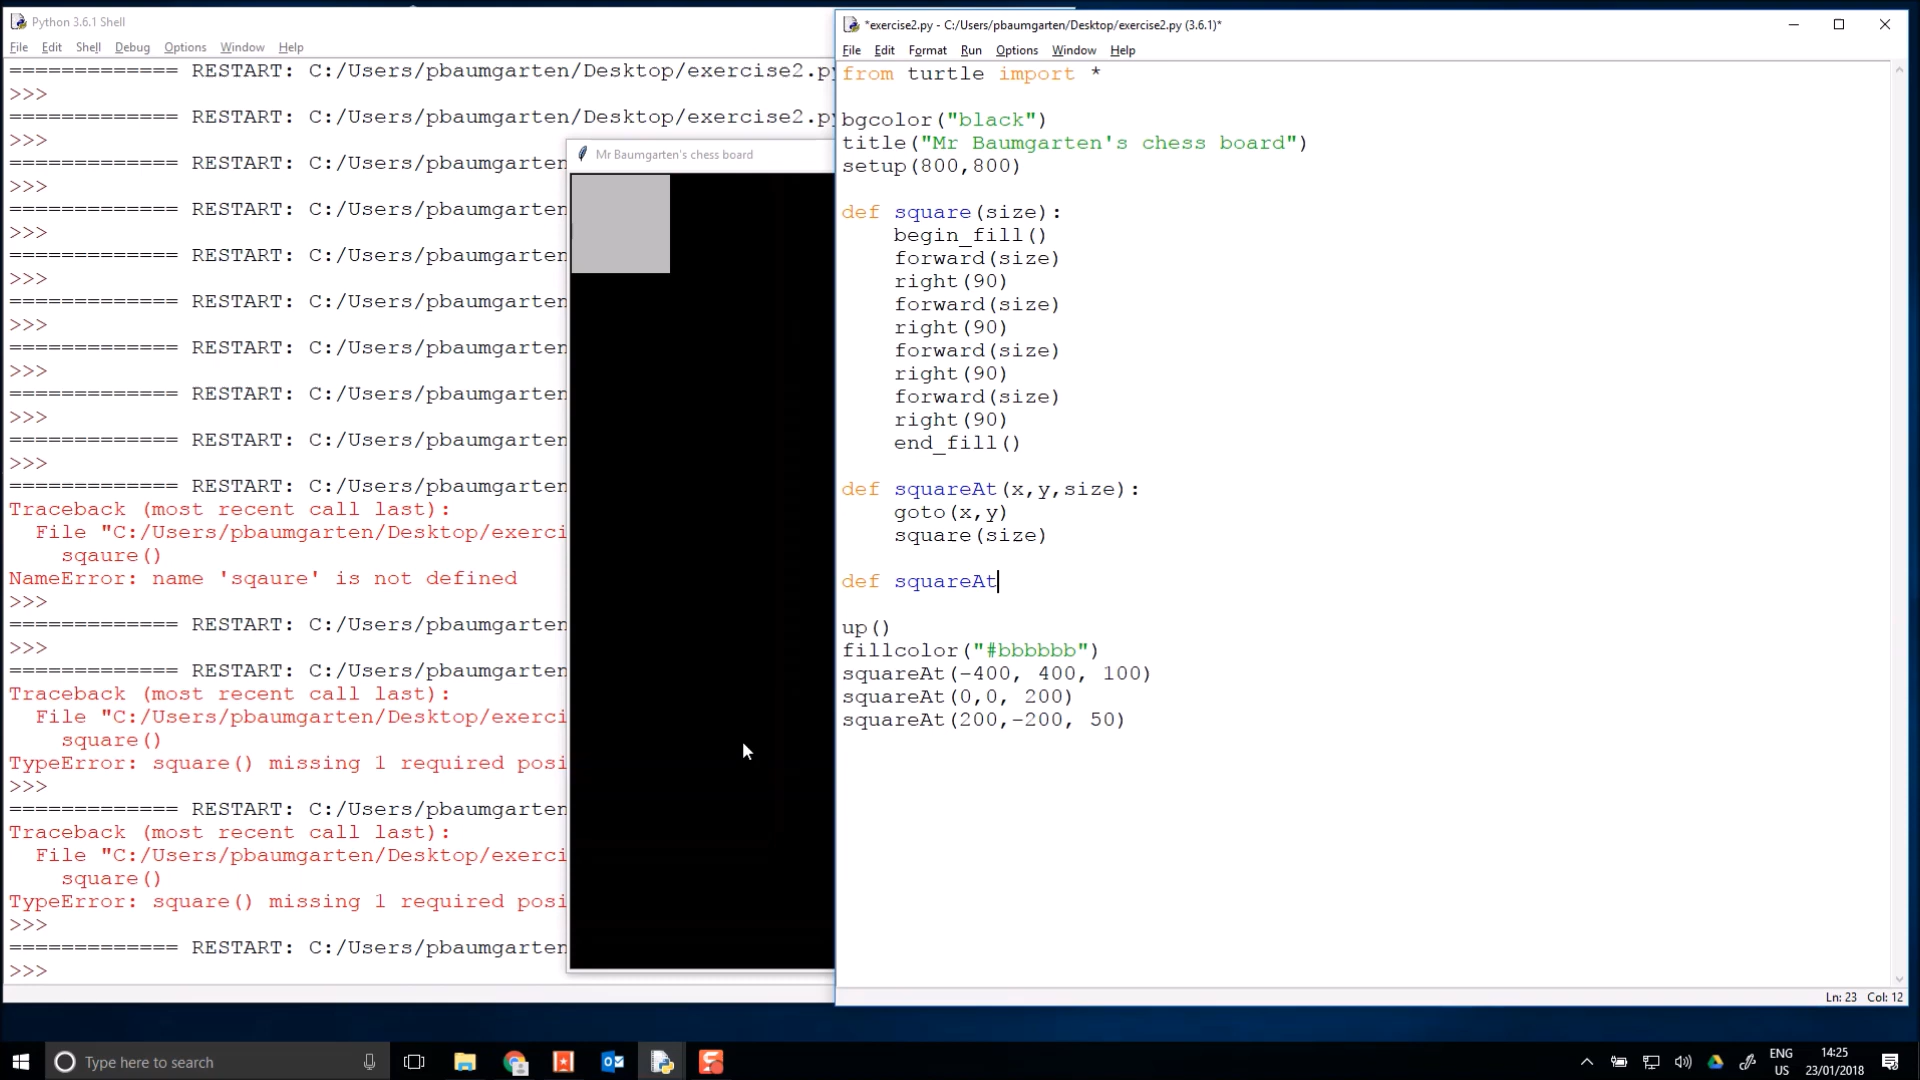 Python 3.6.1 Shell
File Edit Shell Debug Options Window Help
============= RESTART: C:/Users/pbaumgarten/Desktop/exercise2.py
>>>
============= RESTART: C:/Users/pbaumgarten/Desktop/exercise2.py
>>>
============= RESTART: C:/Users/pbaumgarten
>>>
============= RESTART: C:/Users/pbaumgarten
>>>
============= RESTART: C:/Users/pbaumgarten
>>>
============= RESTART: C:/Users/pbaumgarten
>>>
============= RESTART: C:/Users/pbaumgarten
>>>
============= RESTART: C:/Users/pbaumgarten
>>>
============= RESTART: C:/Users/pbaumgarten
>>>
============= RESTART: C:/Users/pbaumgarten
Traceback (most recent call last):
File "C:/Users/pbaumgarten/Desktop/exerci
sqaure()
NameError: name 'sqaure' is not defined
>>>
============= RESTART: C:/Users/pbaumgarten
>>>
============= RESTART: C:/Users/pbaumgarten
Traceback (most recent call last):
File "C:/Users/pbaumgarten/Desktop/exerci
square()
TypeError: square() missing 1 required posi
>>>
============= RESTART: C:/Users/pbaumgarten
Traceback (most recent call last):
File "C:/Users/pbaumgarten/Desktop/exerci
square()
TypeError: square() missing 1 required posi
>>>
============= RESTART: C:/Users/pbaumgarten
>>>
Mr Baumgarten's chess board
*exercise2.py - C:/Users/pbaumgarten/Desktop/exercise2.py (3.6.1)*
File Edit Format Run Options Window Help
from turtle import *
bgcolor("black")
title("Mr Baumgarten's chess board")
setup(800,800)
def square(size):
begin_fill()
forward(size)
right(90)
forward(size)
right(90)
forward(size)
right(90)
forward(size)
right(90)
end_fill()
def squareAt(x,y,size):
goto(x,y)
square(size)
def squareAt
up()
fillcolor("#bbbbbb")
squareAt(-400, 400, 100)
squareAt(0,0, 200)
squareAt(200,-200, 50)
Ln: 23 Col: 12
Type here to search
ENG
US
14:25
23/01/2018